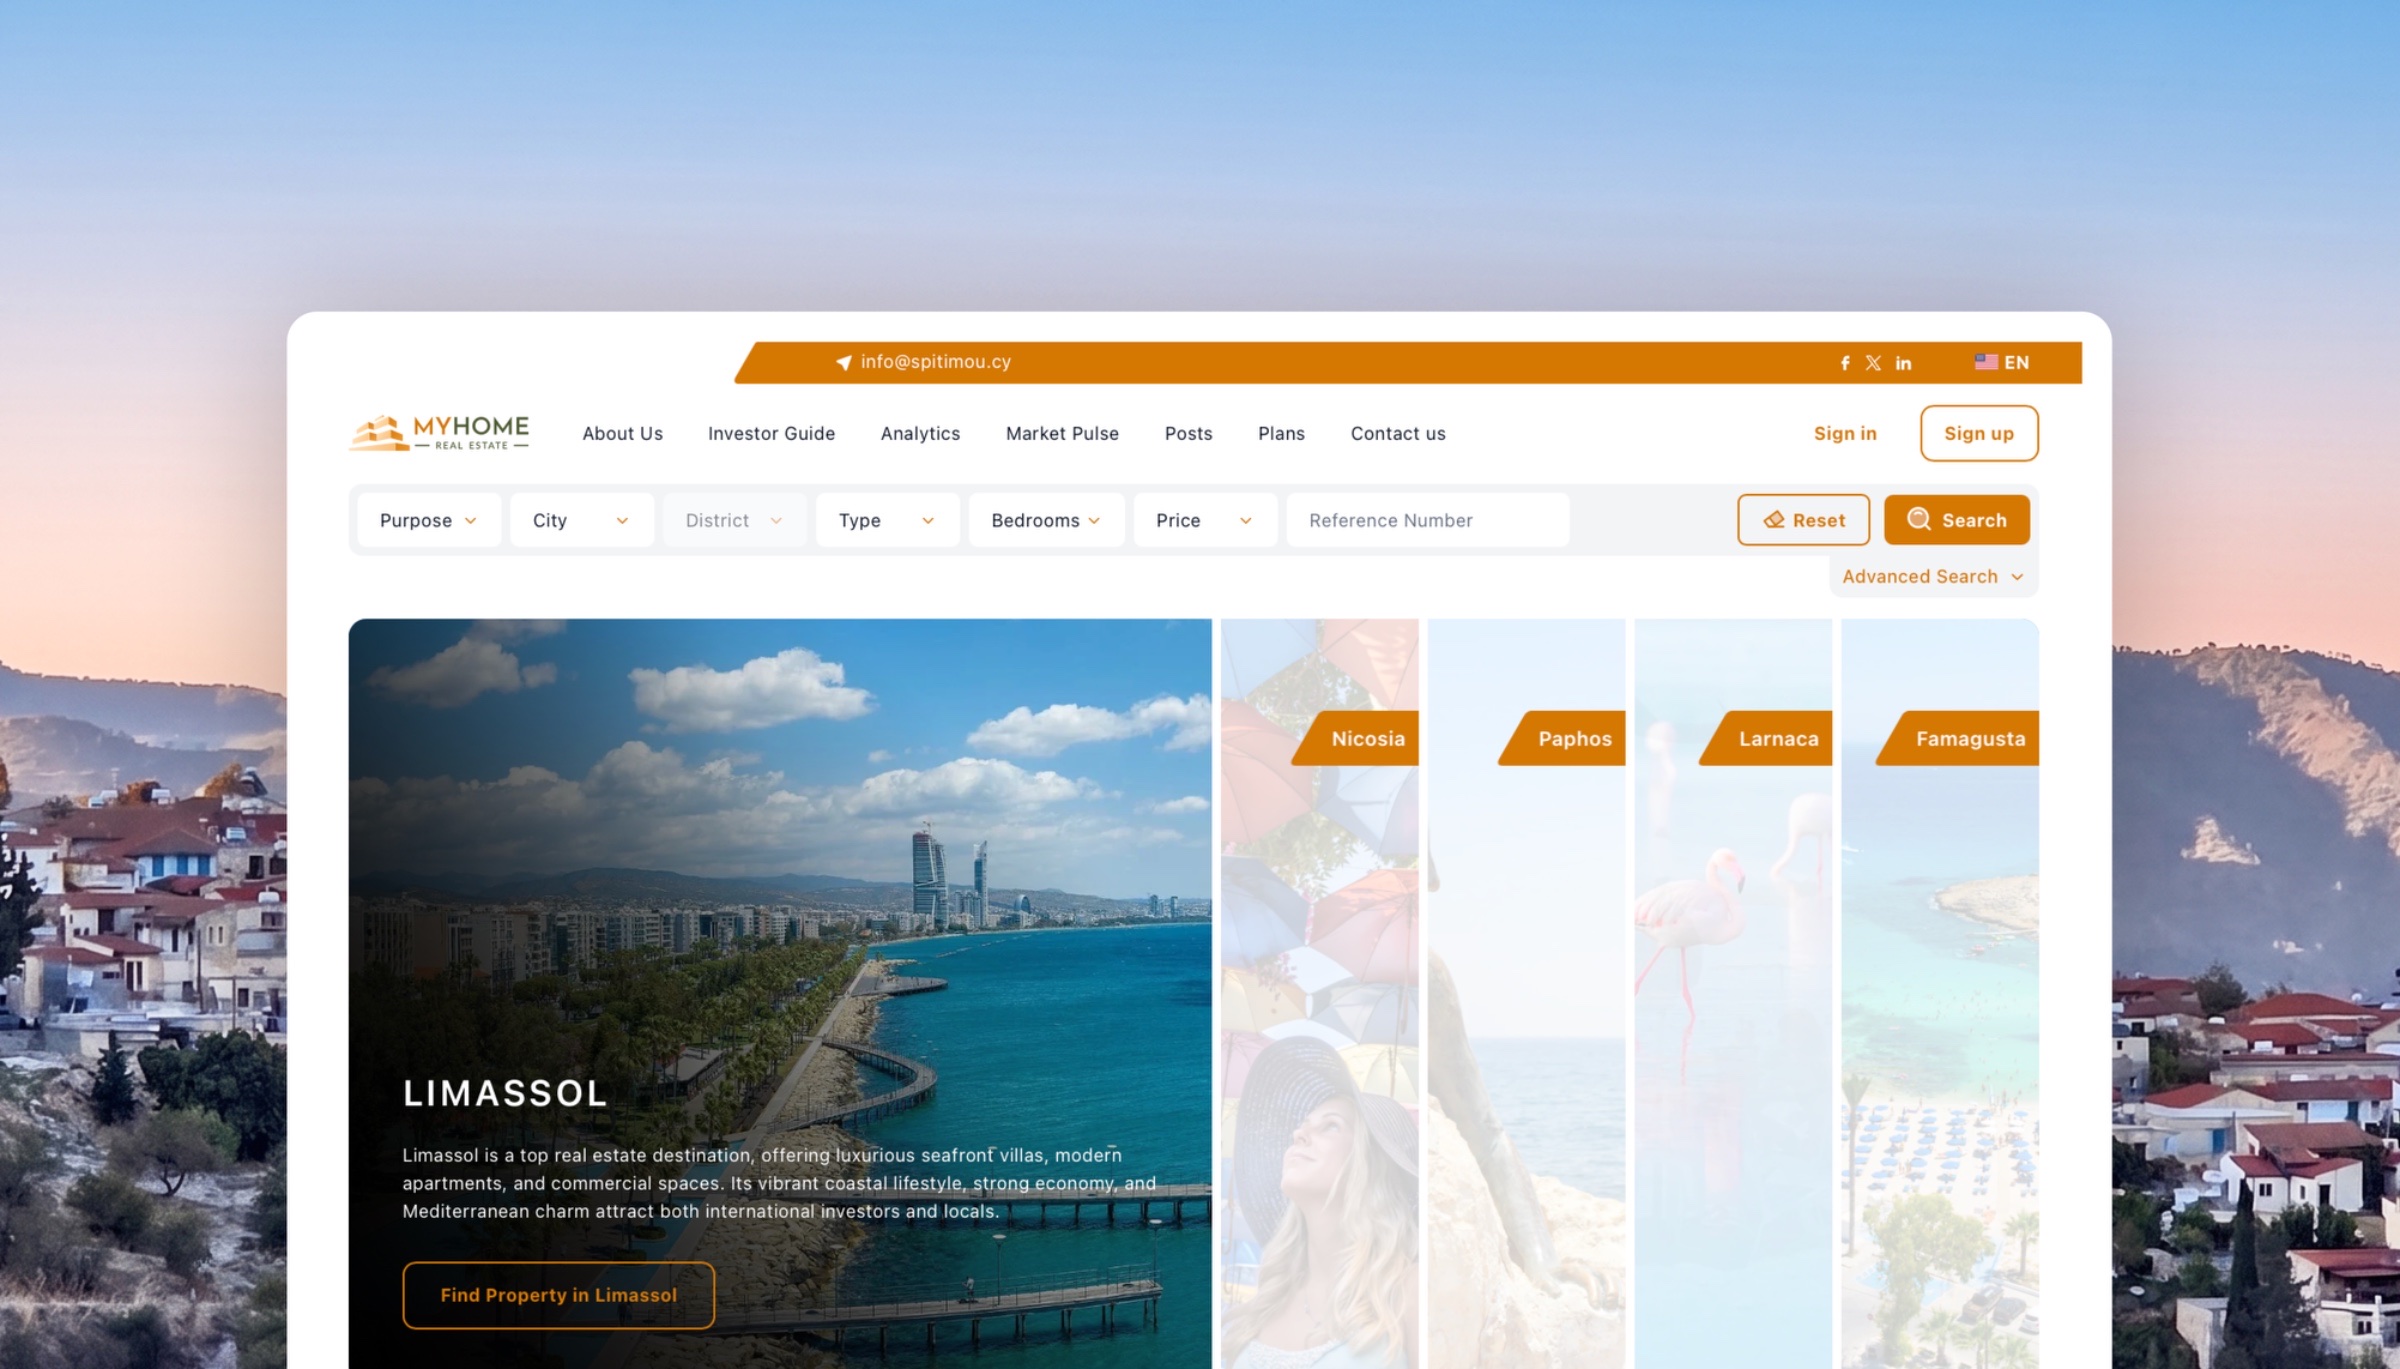 info@spitimou.cy
EN
MYHOME
REAL ESTATE
About Us Investor Guide Analytics Market Pulse Posts Plans Contact us
Sign in Sign up
Purpose City District Type Bedrooms Price Reference Number Reset Search
Advanced Search
Nicosia Paphos Larnaca Famagusta
LIMASSOL
Limassol is a top real estate destination, offering luxurious seafront villas, modern
apartments, and commercial spaces. Its vibrant coastal lifestyle, strong economy, and
Mediterranean charm attract both international investors and locals.
Find Property in Limassol